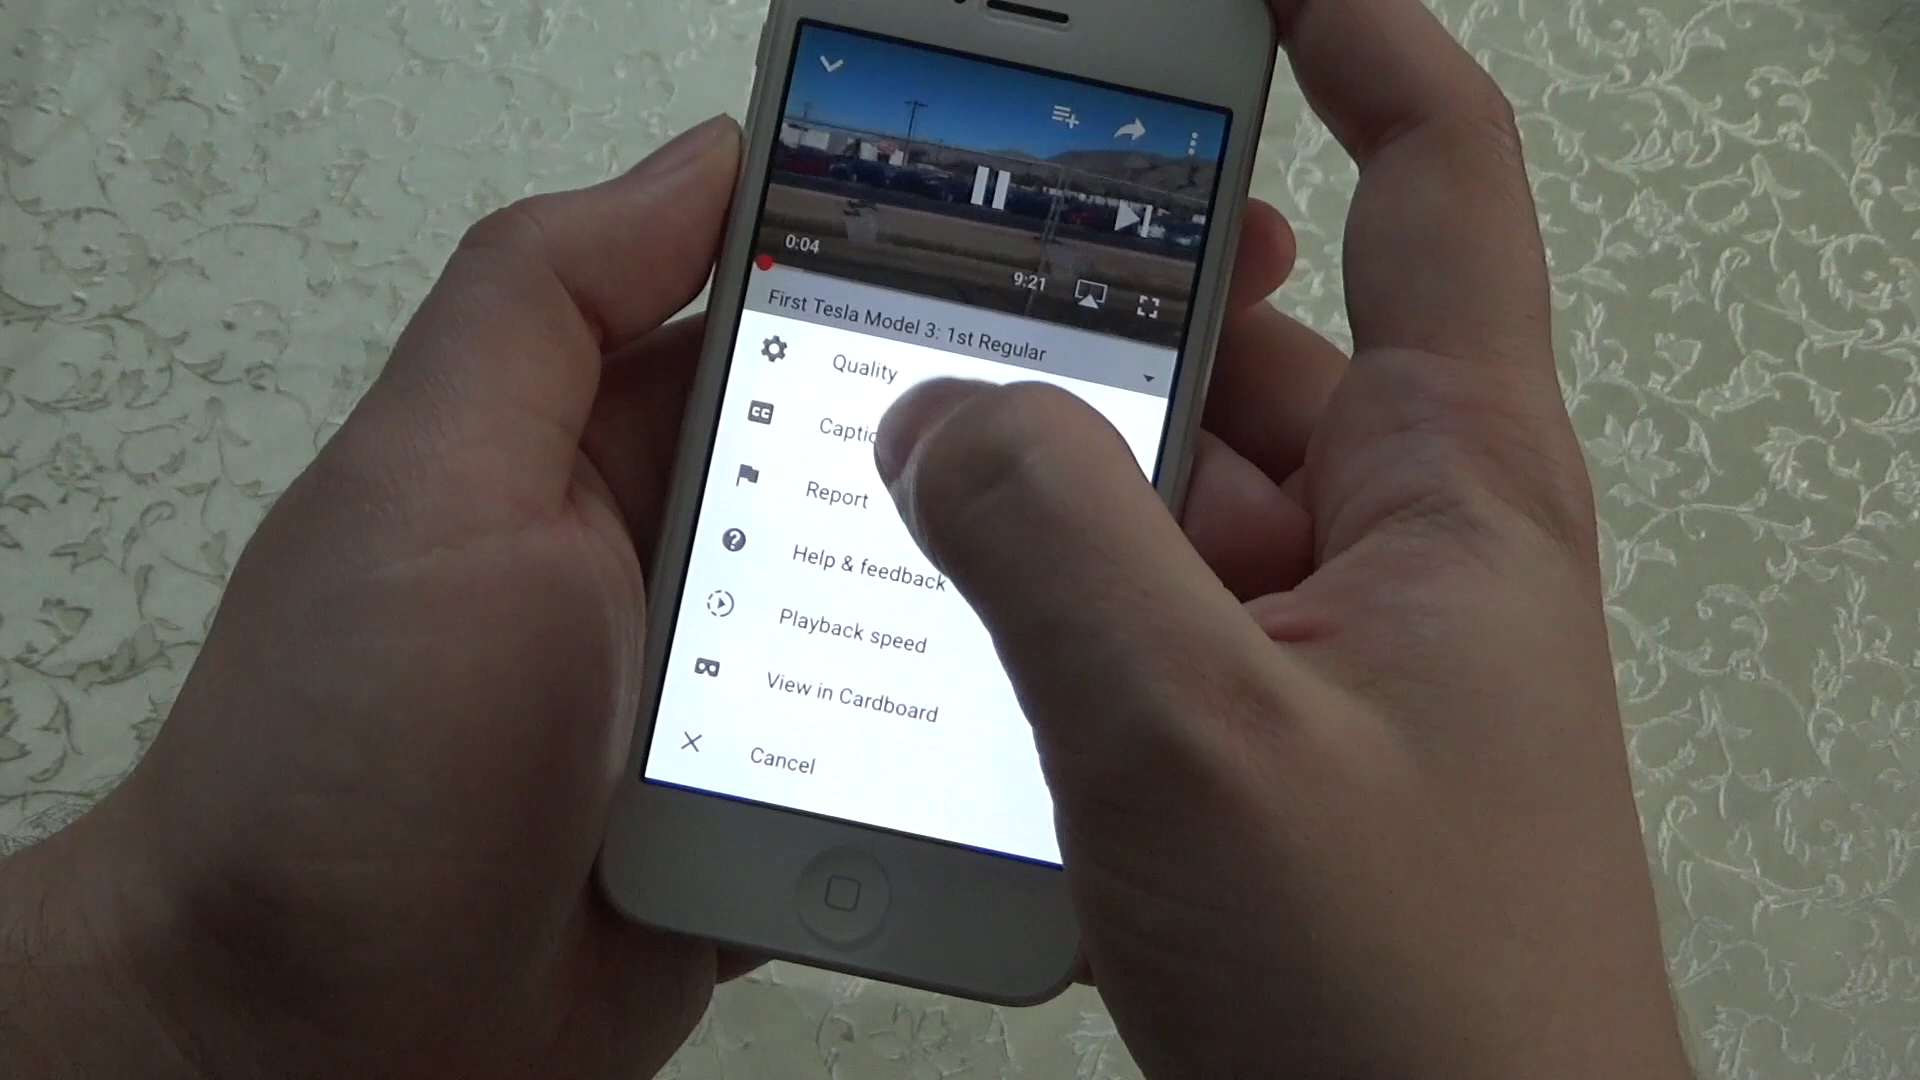 0:04
9:21
First Tesla Model 3: 1st Regular
Quality
CC
Report
? Help & feedback
Playback speed
View in Cardboard
Cancel